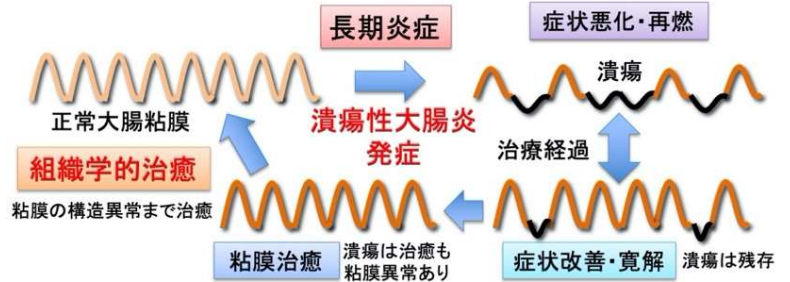 長期炎症
症状悪化・再燃
潰瘍
正常大腸粘膜
潰瘍性大腸炎
発症
治療経過
組織学的治癒
粘膜の構造異常まで治癒
粘膜治癒
潰瘍は治癒も
粘膜異常あり
症状改善・寛解
潰瘍は残存